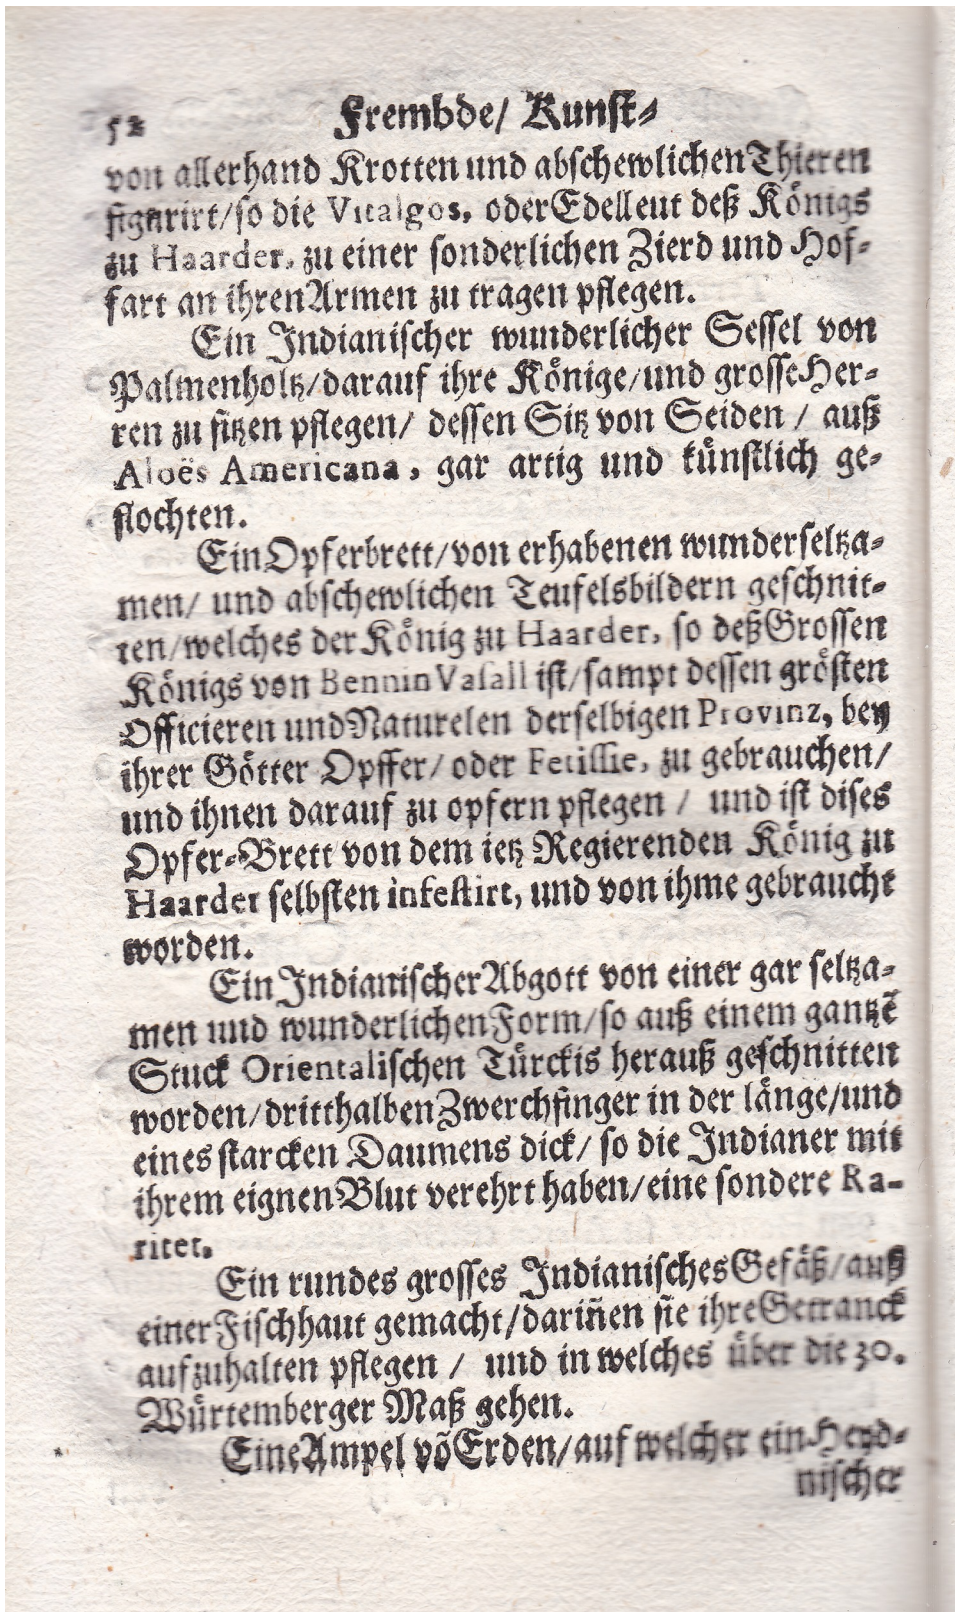 52 Frembde/ Kunst⸗
von allerhand Krotten und abschewlichen Thieren
figurirt/so die Vitalgos, oder Edelleut deß Königs
zu Haarder, zu einer sonderlichen Zierd und Hof⸗
fart an ihren Armen zu tragen pflegen.
Ein Indianischer wunderlicher Sessel von
Palmenholtz/darauf ihre Könige/und grosse Her⸗
ren zu sitzen pflegen/ dessen Sitz von Seiden / auß
Aloës Americana, gar artig und künstlich ge⸗
flochten.
Ein Opferbrett/von erhabenen wunderseltza⸗
men/ und abschewlichen Teufelsbildern geschnit⸗
ten/welches der König zu Haarder, so deß Grossen
Königs von Bennin Vasall ist/sampt dessen grösten
Officieren und Naturelen derselbigen Provinz, bey
ihrer Götter Opffer/ oder Fetissie, zu gebrauchen/
und ihnen darauf zu opfern pflegen / und ist dises
Opfer⸗Brett von dem ietz Regierenden König zu
Haarder selbsten infestirt, und von ihme gebraucht
worden.
Ein Indianischer Abgott von einer gar seltza⸗
men und wunderlichen Form/so auß einem gantzẽ
Stuck Orientalischen Türckis herauß geschnitten
worden/dritthalben Zwerchfinger in der länge/und
eines starcken Daumens dick/ so die Indianer mit
ihrem eignen Blut verehrt haben/eine sondere Ra-
ritet.
Ein rundes grosses Indianisches Gefäß/auß
einer Fischhaut gemacht/dariñen sie ihre Getranck
aufzuhalten pflegen / und in welches über die 30.
Würtemberger Maß gehen.
Eine Ampel võ Erden/auf welcher ein Heyd⸗
nischer